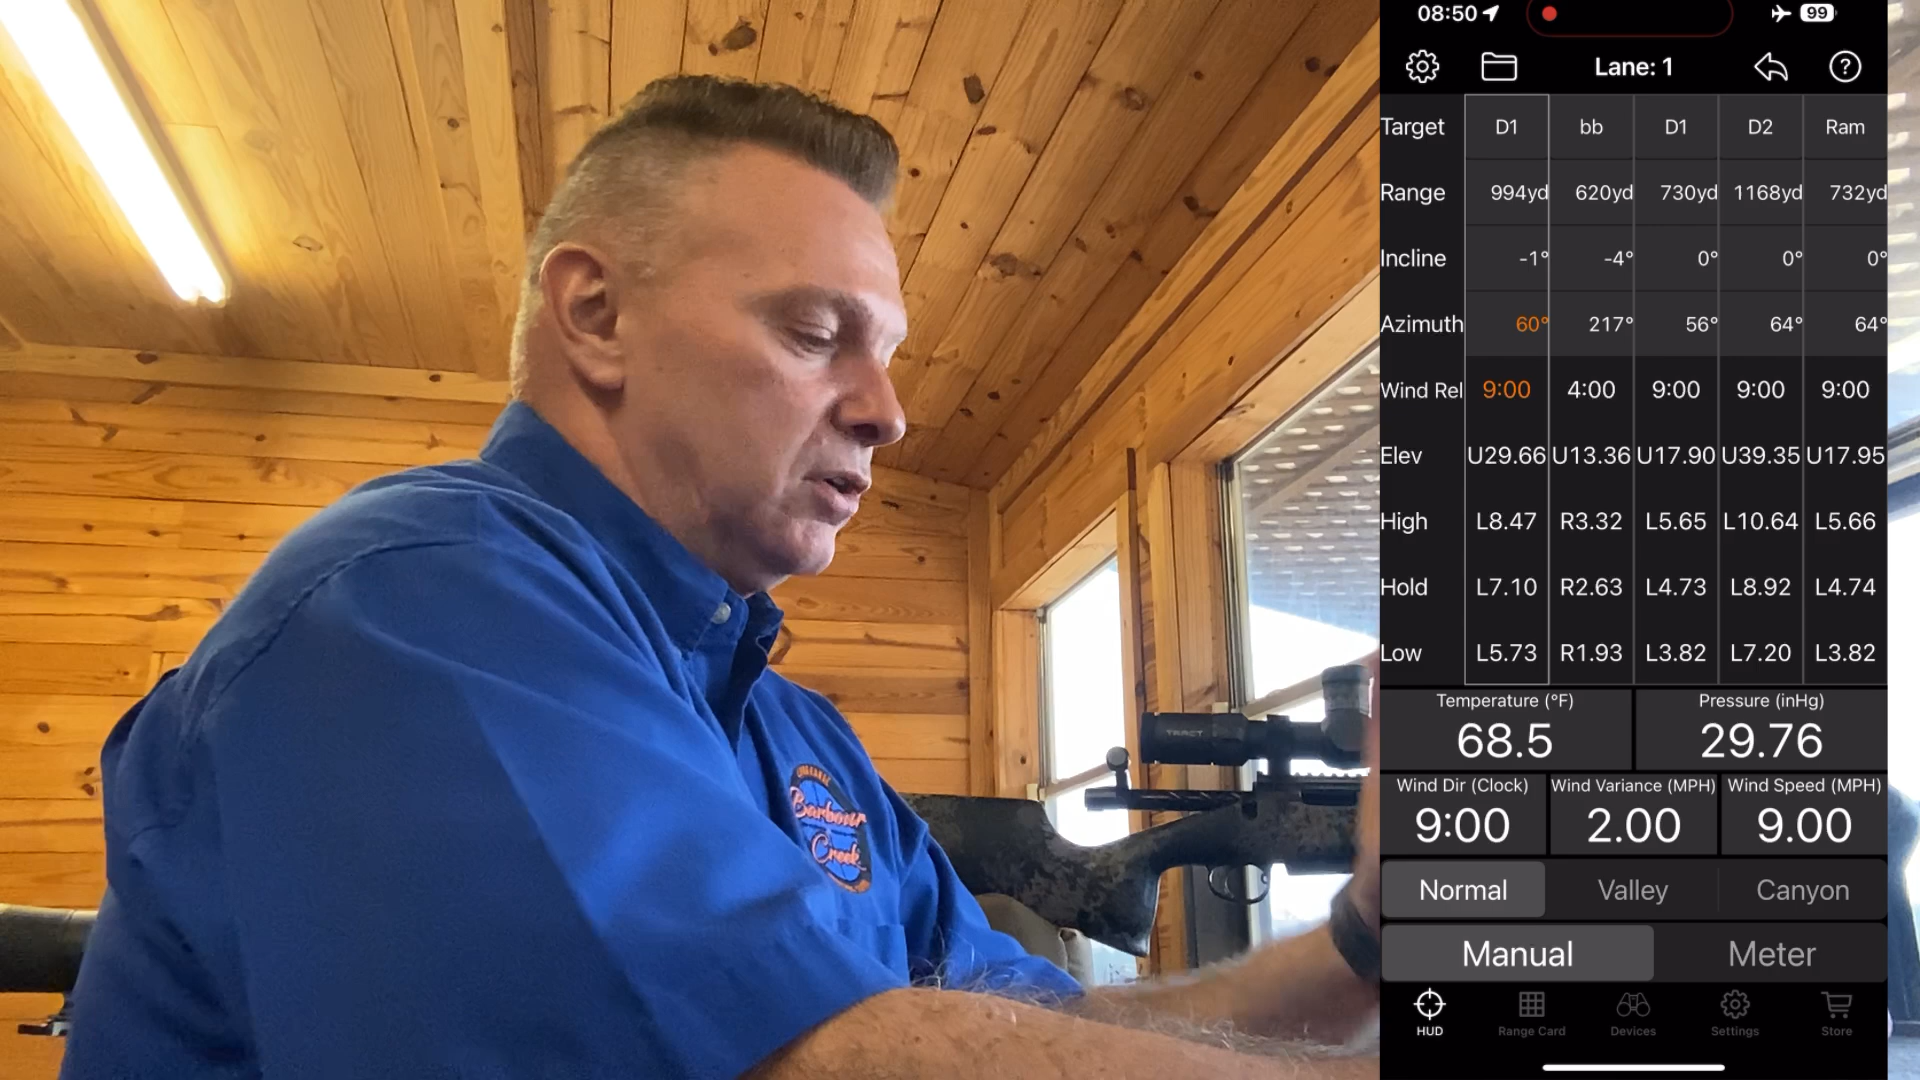 08:50
99
Lane: 1
?
Target D1 bb D1 D2 Ram
Range 994yd 620yd 730yd 1168yd 732yd
Incline -1° -4° 0° 0° 0°
Azimuth 60° 217° 56° 64° 64°
Wind Rel 9:00 4:00 9:00 9:00 9:00
Elev U29.66 U13.36 U17.90 U39.35 U17.95
High L8.47 R3.32 L5.65 L10.64 L5.66
Hold L7.10 R2.63 L4.73 L8.92 L4.74
Low L5.73 R1.93 L3.82 L7.20 L3.82
Temperature (°F) Pressure (inHg)
68.5 29.76
Wind Dir (Clock) Wind Variance (MPH) Wind Speed (MPH)
9:00 2.00 9.00
Normal Valley Canyon
Manual Meter
HUD Range Card Devices Settings Store
TRACT
Barbour
Creek